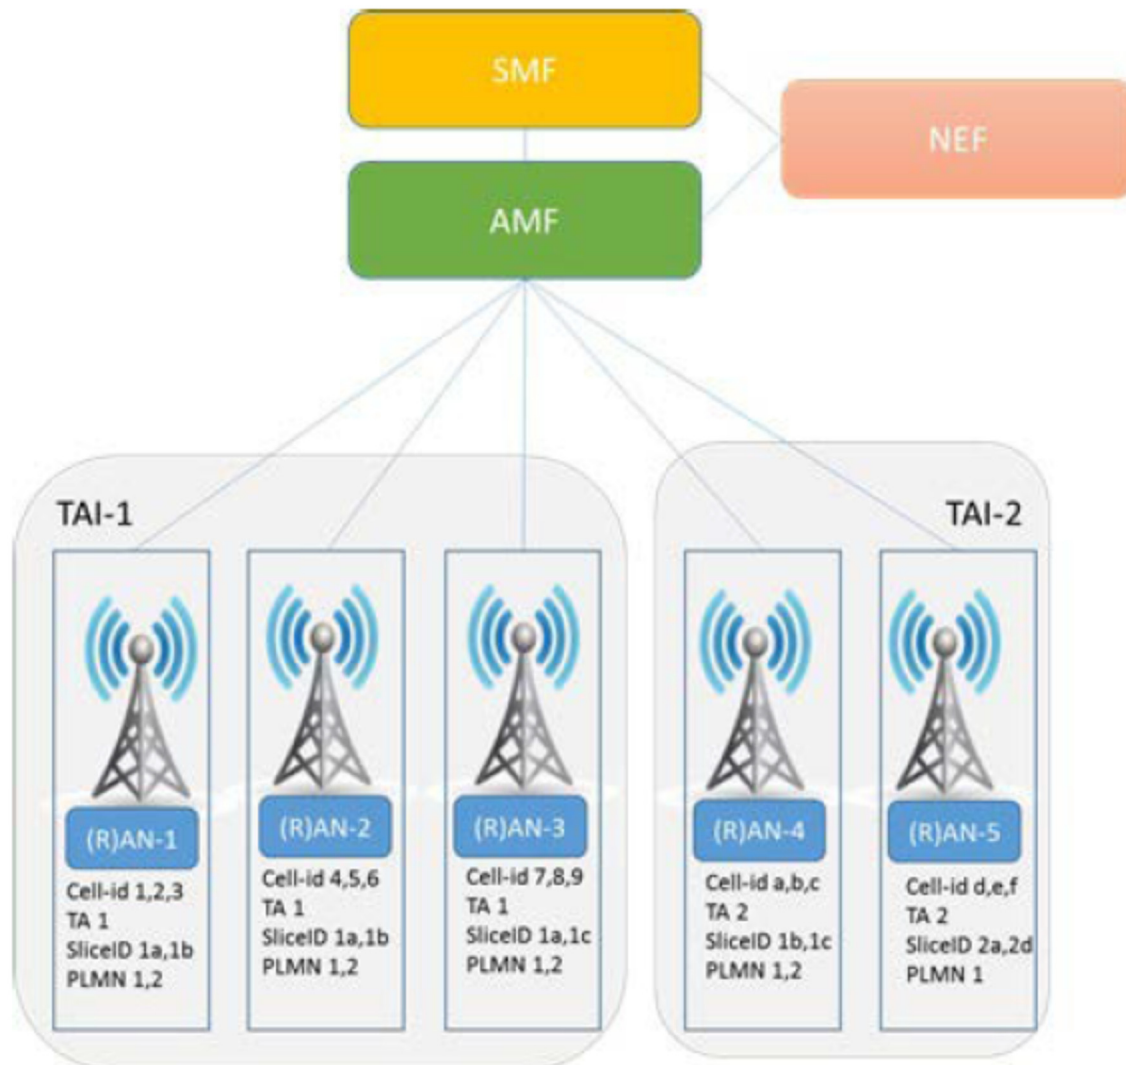 SMF
NEF
AMF
TAI-1
TAI-2
(R)AN-1
Cell-id 1,2,3
TA 1
SliceID 1a,1b
PLMN 1,2
(R)AN-2
Cell-id 4,5,6
TA 1
SliceID 1a,1b
PLMN 1,2
(R)AN-3
Cell-id 7,8,9
TA 1
SliceID 1a,1c
PLMN 1,2
(R)AN-4
Cell-id a,b,c
TA 2
SliceID 1b,1c
PLMN 1,2
(R)AN-5
Cell-id d,e,f
TA 2
SliceID 2a,2d
PLMN 1